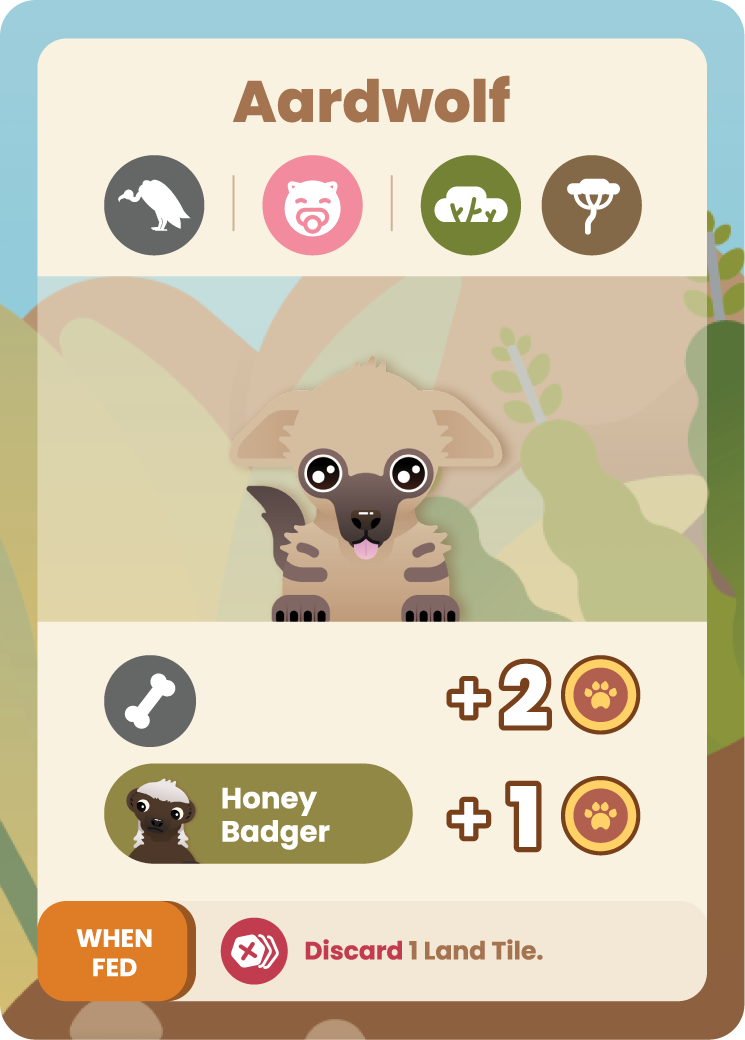 Aardwolf
+2
Honey
Badger
+1
WHEN
FED
Discard 1 Land Tile.